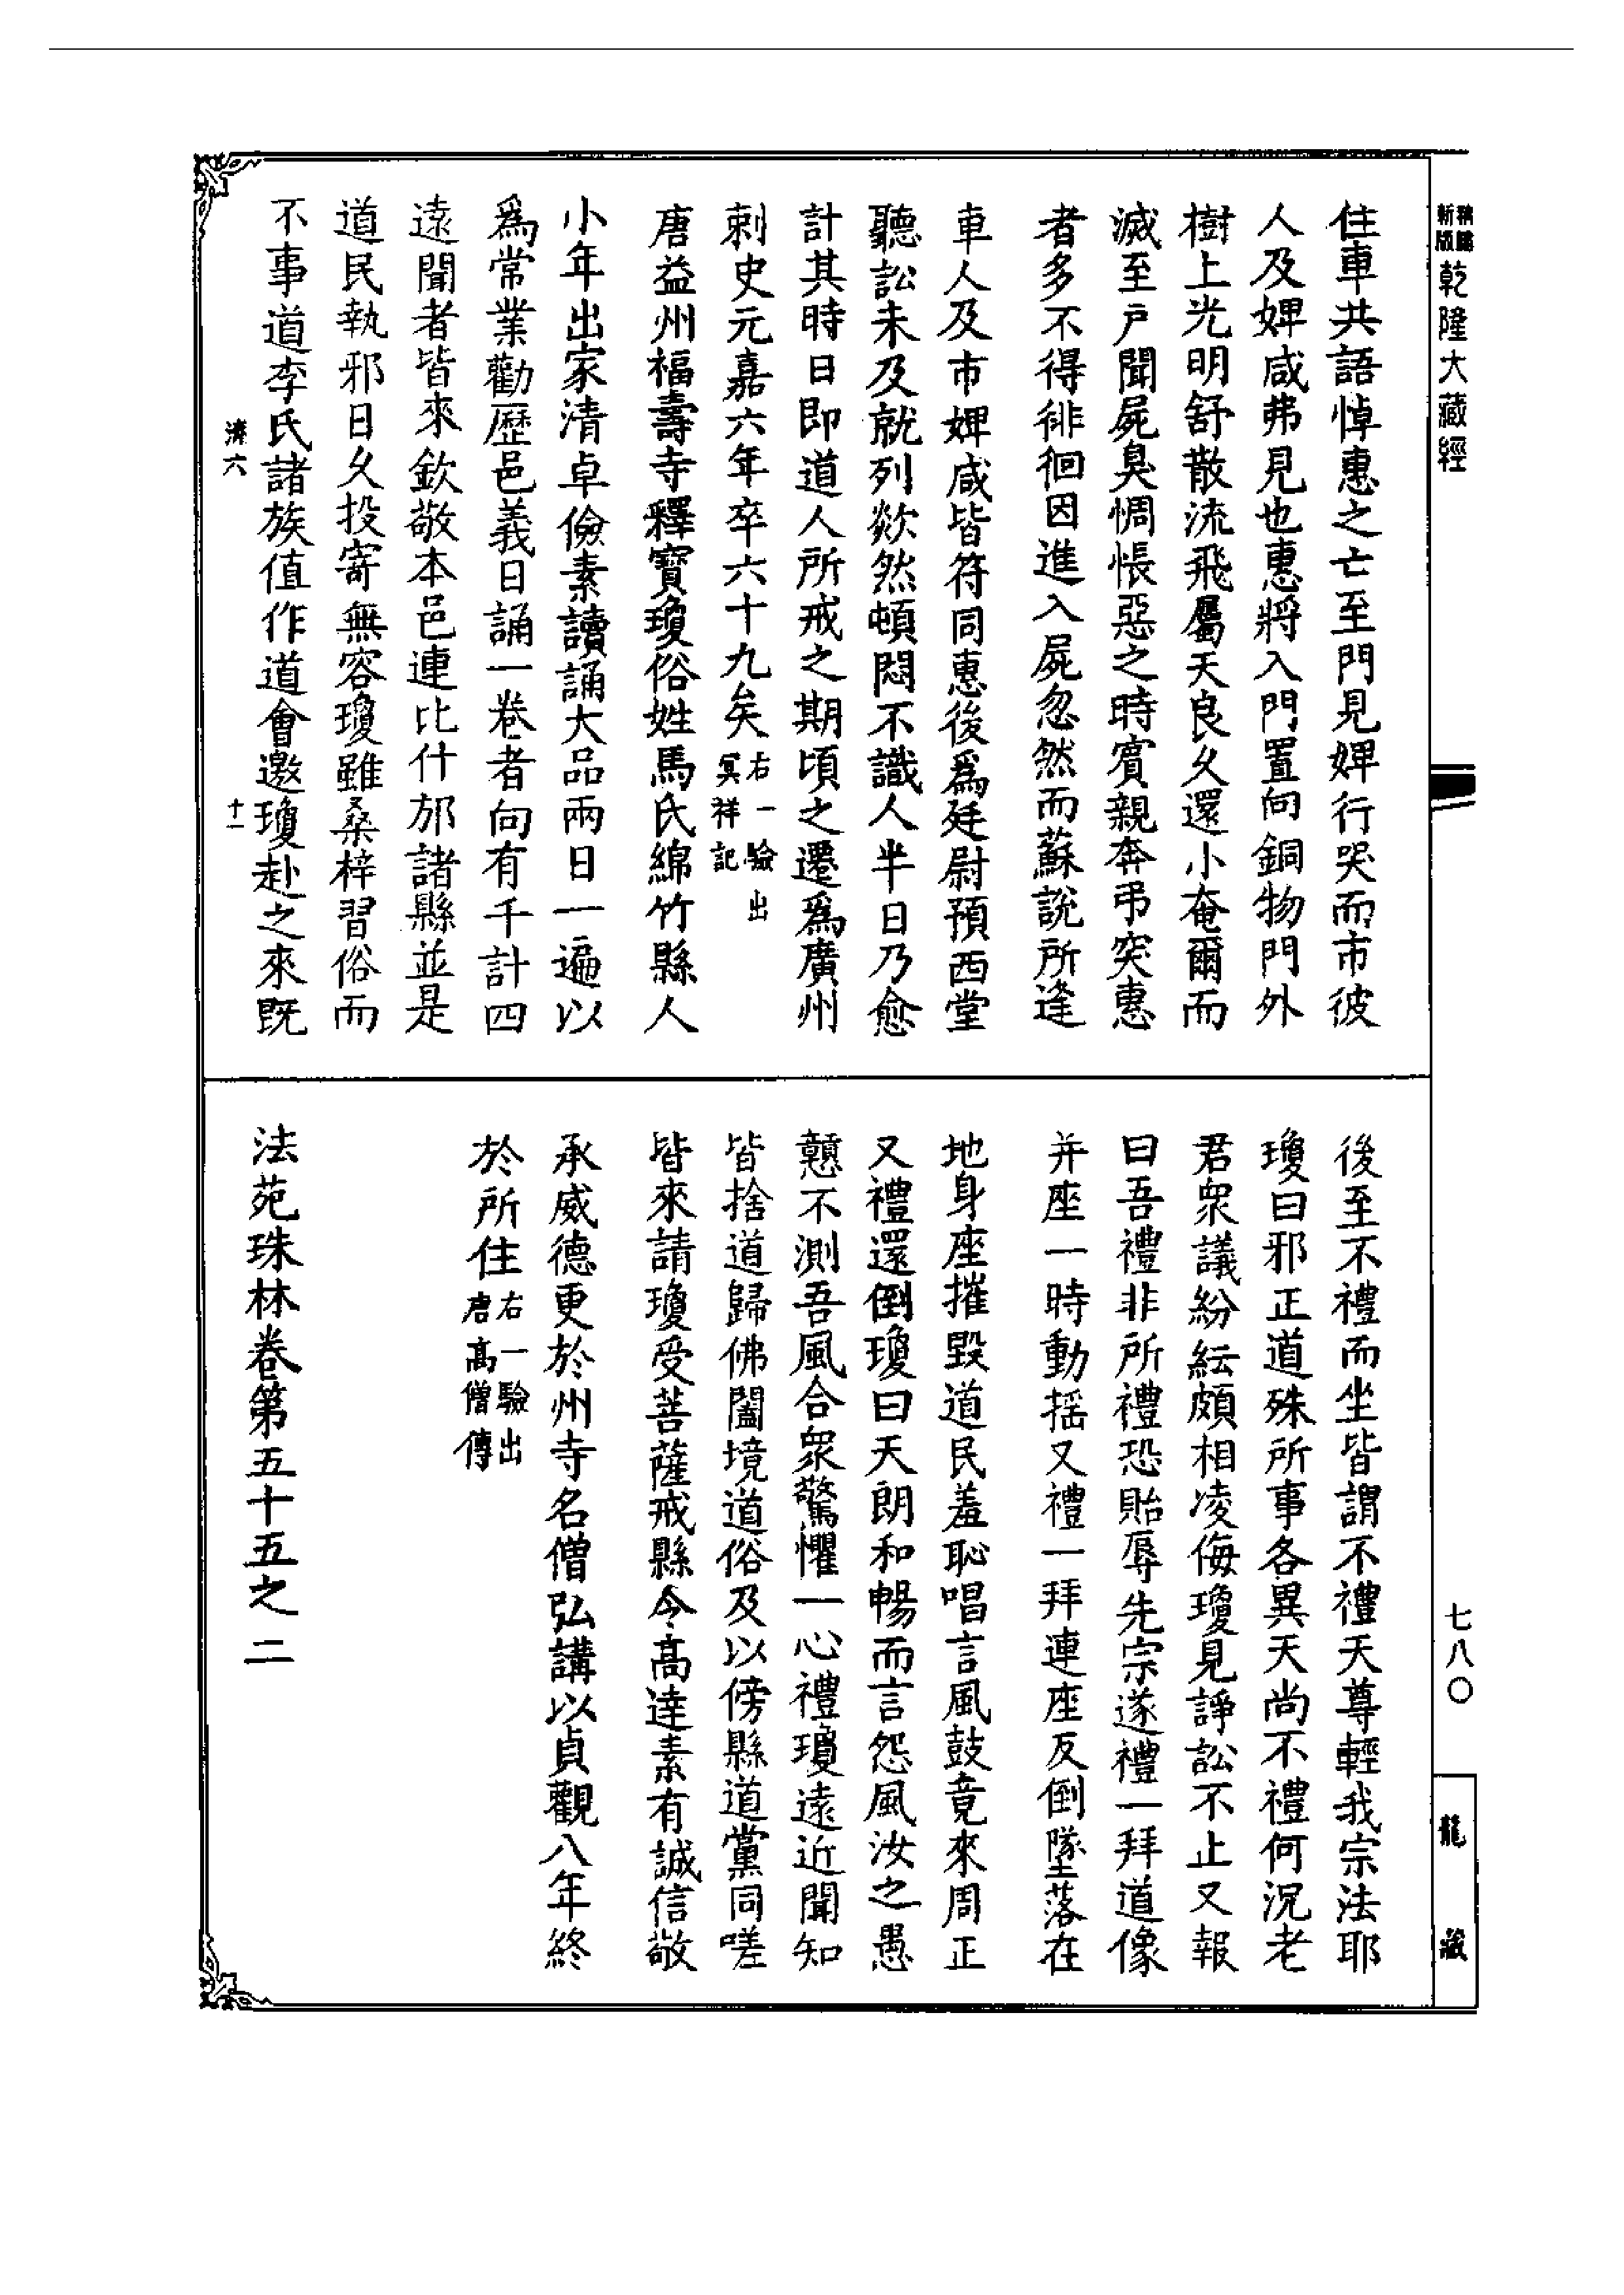 精縮新版乾隆大藏經
住車共語悼惠之亡至門見婢行哭而市彼
人及婢咸弗見也惠將入門置向銅物門外
樹上光明舒散流飛屬天良久還小奄爾而
滅至戶聞屍臭惆悵惡之時賓親奔弔突惠
者多不得徘徊因進入屍忽然而蘇說所逢
車人及市婢咸皆符同惠後為廷尉預西堂
聽訟未及就列欻然頓悶不識人半日乃愈
計其時日即道人所戒之期頃之遷為廣州
刺史元嘉六年卒六十九矣右一驗出冥祥記
唐益州福壽寺釋寶瓊俗姓馬氏綿竹縣人
小年出家清卓儉素讀誦大品兩日一遍以
為常業勸歷邑義日誦一卷者向有千計四
遠聞者皆來欽敬本邑連比什邡諸縣並是
道民執邪日久投寄無容瓊雖桑梓習俗而
不事道李氏諸族值作道會邀瓊赴之來既
六
十一
後至不禮而坐皆謂不禮天尊輕我宗法耶
瓊曰邪正道殊所事各異天尚不禮何況老
君眾議紛紜頗相凌侮瓊見諍訟不止又報
曰吾禮非所禮恐貽辱先宗遂禮一拜道像
并座一時動搖又禮一拜連座反倒墜落在
地身座摧毀道民羞恥唱言風鼓竟來周正
又禮還倒瓊曰天朗和暢而言怨風汝之愚
戇不測吾風合眾驚懼一心禮瓊遠近聞知
皆捨道歸佛闔境道俗及以傍縣道黨同嗟
皆來請瓊受菩薩戒縣令高達素有誠信敬
承威德更於州寺名僧弘講以貞觀八年終
於所住右一驗出唐高僧傳
法苑珠林卷第五十五之二
七八〇
龍藏